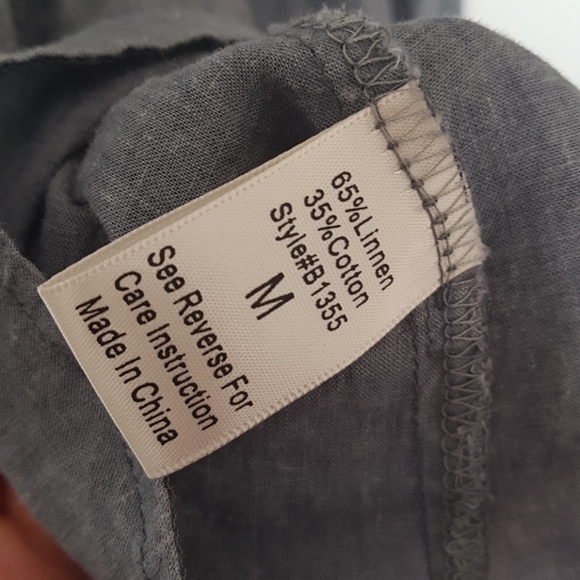 65%Linnen
35%Cotton
Style#B1355
M
See Reverse For
Care Instruction
Made In China